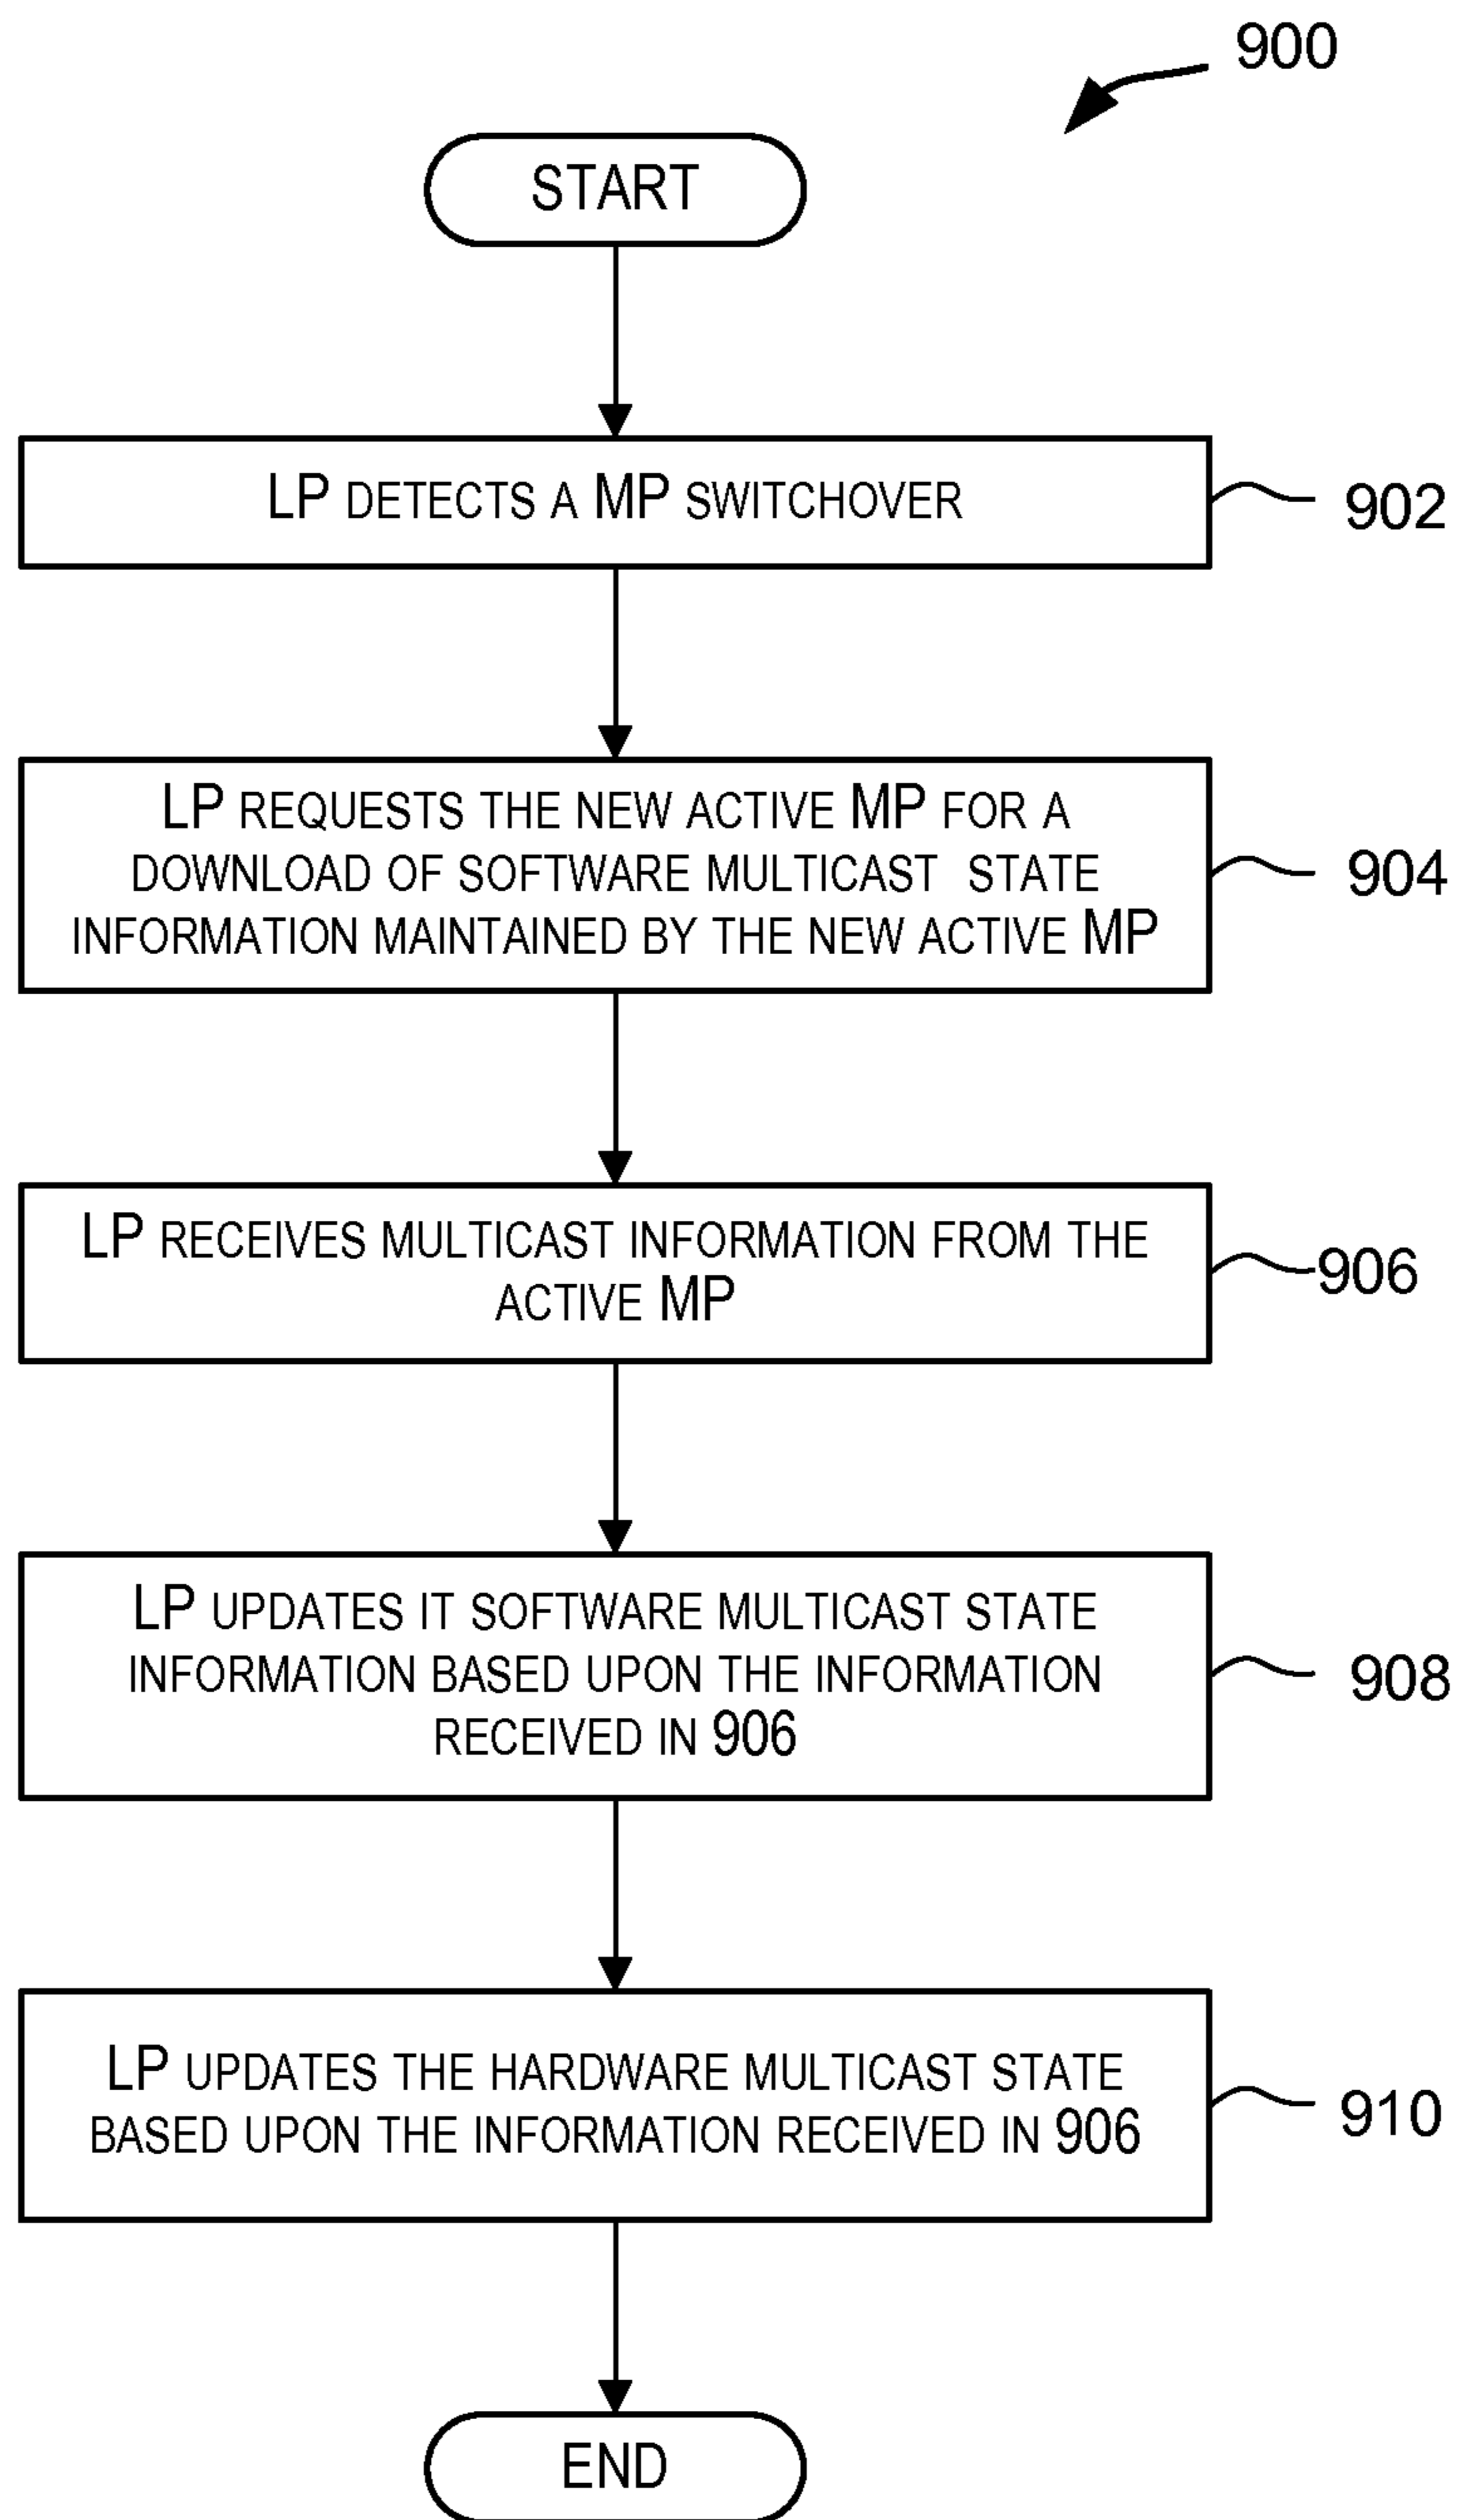 900
START
LP DETECTS A MP SWITCHOVER
902
LP REQUESTS THE NEW ACTIVE MP FOR A
DOWNLOAD OF SOFTWARE MULTICAST STATE
INFORMATION MAINTAINED BY THE NEW ACTIVE MP
904
LP RECEIVES MULTICAST INFORMATION FROM THE
ACTIVE MP
906
LP UPDATES IT SOFTWARE MULTICAST STATE
INFORMATION BASED UPON THE INFORMATION
RECEIVED IN 906
908
LP UPDATES THE HARDWARE MULTICAST STATE
BASED UPON THE INFORMATION RECEIVED IN 906
910
END